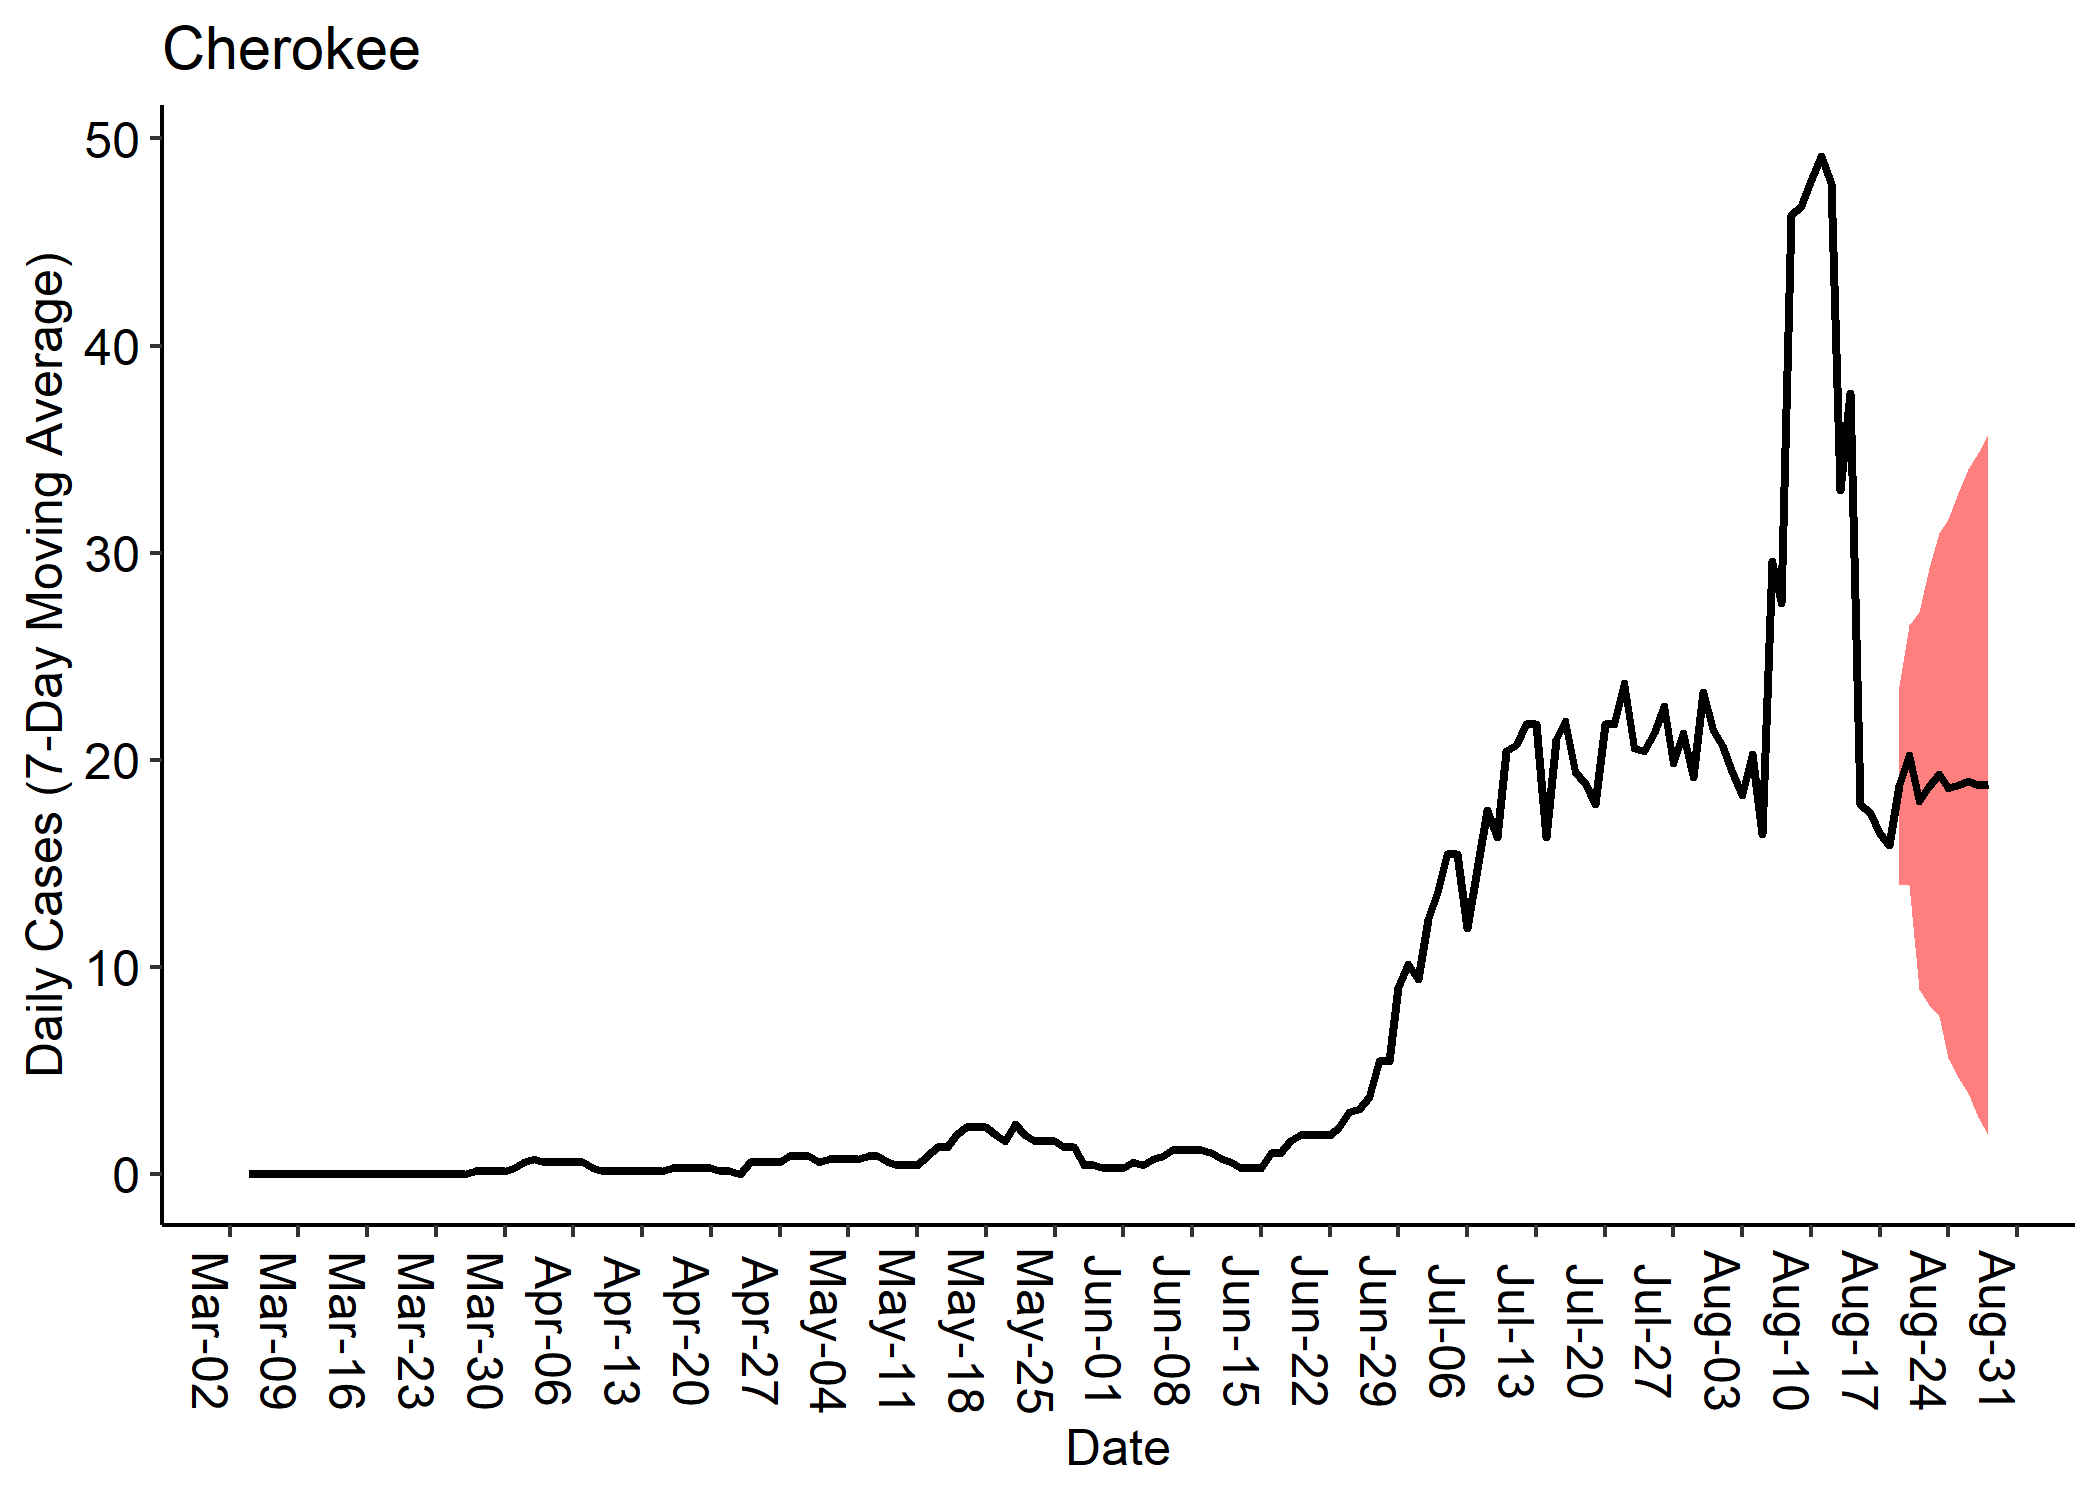 Cherokee
Daily Cases (7-Day Moving Average)
50
40
30
20
10
0
Mar-02
Mar-09
Mar-16
Mar-23
Mar-30
Apr-06
Apr-13
Apr-20
Apr-27
May-04
May-11
May-18
May-25
Jun-01
Jun-08
Jun-15
Jun-22
Jun-29
Jul-06
Jul-13
Jul-20
Jul-27
Aug-03
Aug-10
Aug-17
Aug-24
Aug-31
Date